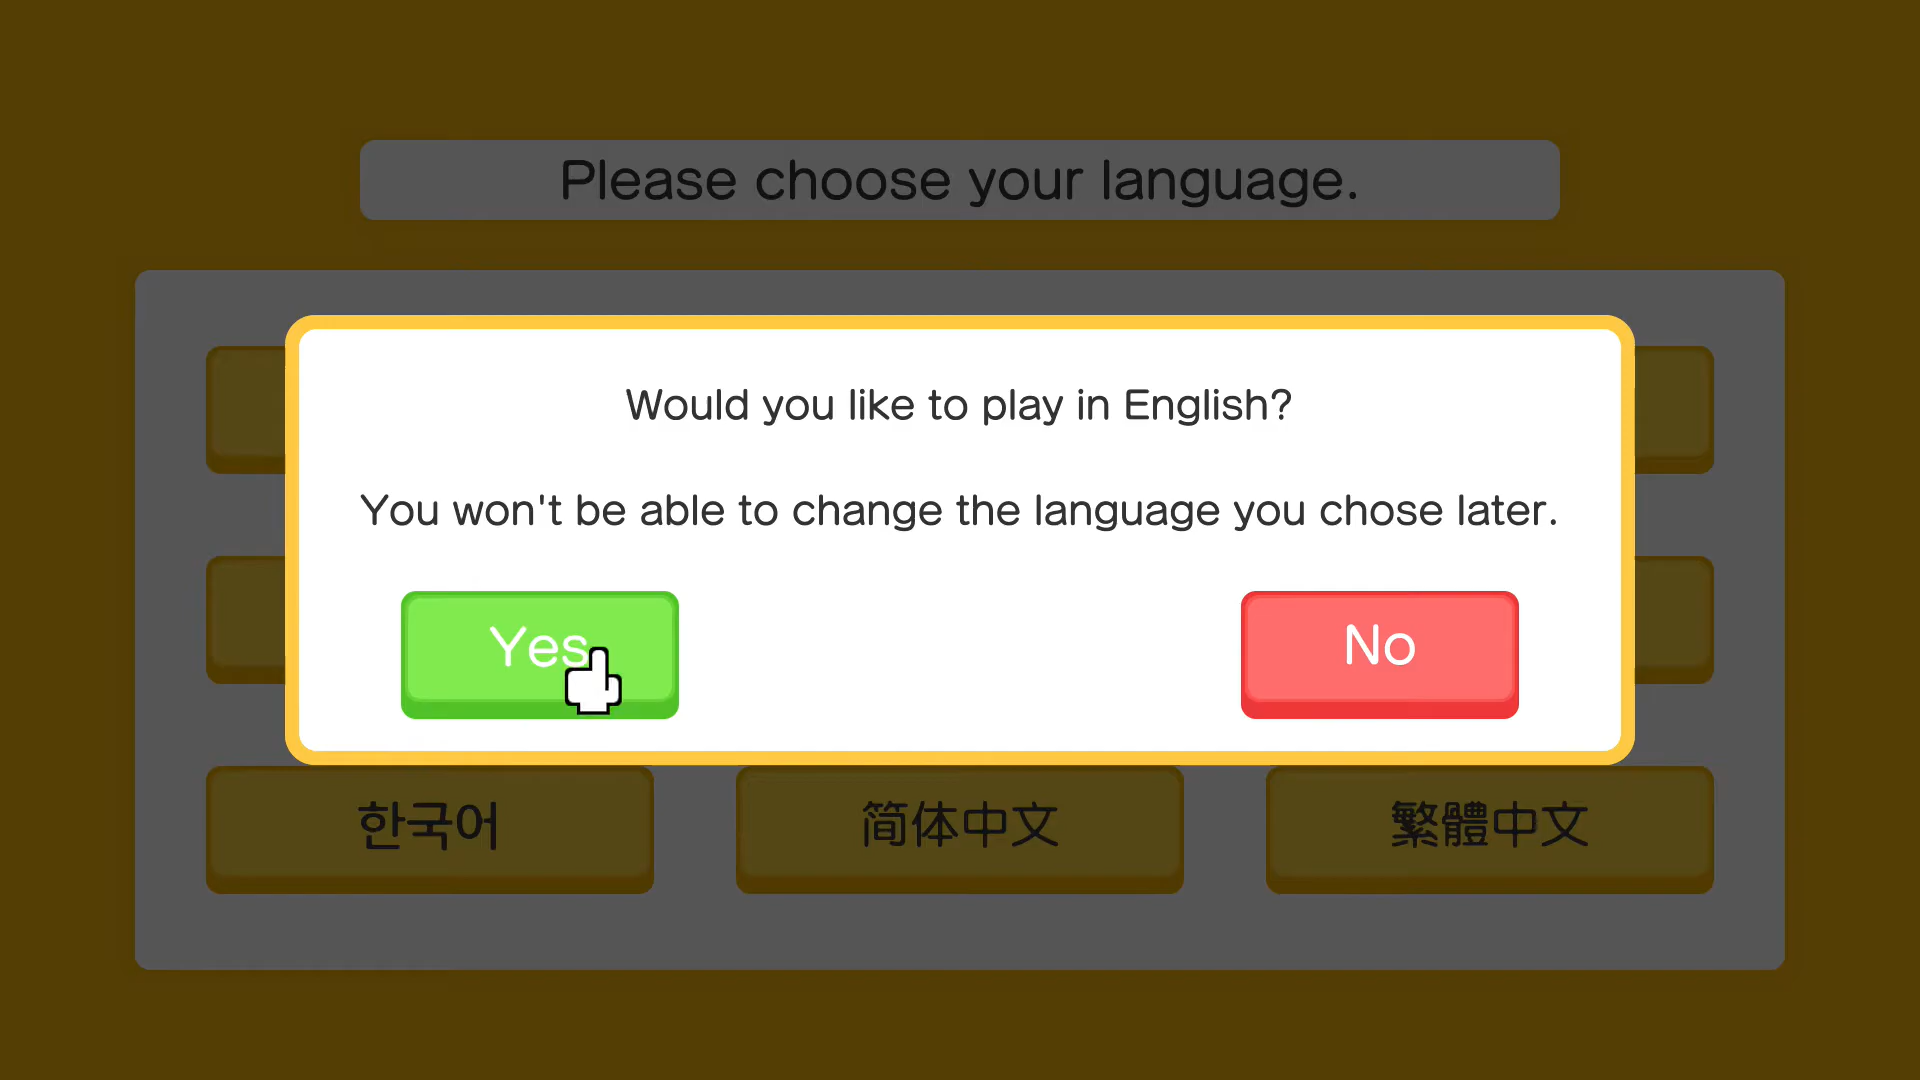 Please choose your language.
Would you like to play in English?
You won't be able to change the language you chose later.
Yes
No
한국어
简体中文
繁體中文